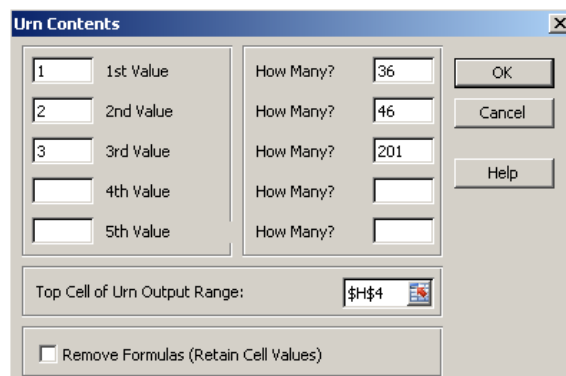 Urn Contents
1 1st Value How Many? 36 OK
2 2nd Value How Many? 46 Cancel
3 3rd Value How Many? 201
Help
4th Value How Many?
5th Value How Many?
Top Cell of Urn Output Range: $H$4
Remove Formulas (Retain Cell Values)